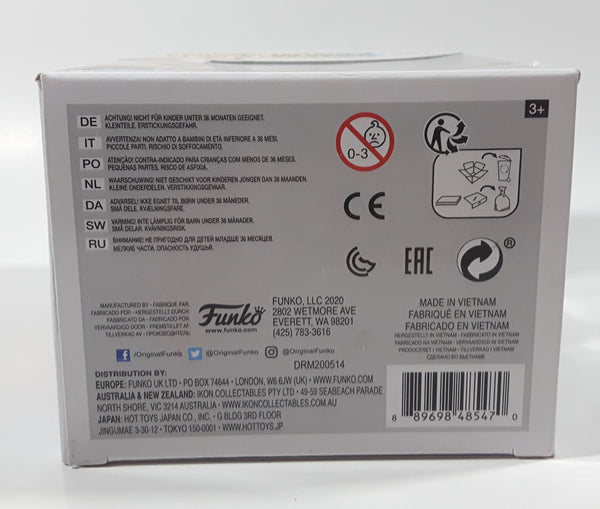 3+
DE ACHTUNG! NICHT FÜR KINDER UNTER 36 MONATEN GEEIGNET.
KLEINTEILE. ERSTICKUNGSGEFAHR.
IT AVVERTENZA! NON ADATTO A BAMBINI DI ETÀ INFERIORE A 36 MESI,
PICCOLE PARTI, RISCHIO DI SOFFOCAMENTO.
PO ATENÇÃO! CONTRA-INDICADO PARA CRIANÇAS COM MENOS DE 36 MESES.
PEQUENAS PARTES. RISCO DE ASFIXIA.
NL WAARSCHUWING! NIET GESCHIKT VOOR KINDEREN JONGER DAN 36 MAANDEN.
KLEINE ONDERDELEN. VERSTIKKINGSGEVAAR.
DA ADVARSEL! IKKE EGNET TIL BØRN UNDER 36 MÅNEDER.
SMÅ DELE. KVÆLNINGSFARE.
SW VARNING! INTE LÄMPLIG FÖR BARN UNDER 36 MÅNADER.
SMÅ DELAR. KVÄVNINGSRISK.
RU ВНИМАНИЕ! НЕ ПРИГОДНО ДЛЯ ДЕТЕЙ МЛАДШЕ 36 МЕСЯЦЕВ.
МЕЛКИЕ ЧАСТИ. ОПАСНОСТЬ УДУШЬЯ.
0-3
CE
EAC
®
MANUFACTURED BY • FABRIQUÉ PAR.
FABRICADO POR • HERGESTELLT DURCH:
FABBRICATO DA • FABRICADO POR
VERVAARDIGD DOOR • FREMSTILLET AF
TILLVERKAD AV • ПРОИЗВОДИТЕЛЬ
Funko
www.funko.com
FUNKO, LLC 2020
2802 WETMORE AVE
EVERETT, WA 98201
(425) 783-3616
MADE IN VIETNAM
FABRIQUÉ EN VIETNAM
FABRICADO EN VIETNAM
HERGESTELLT IN VIETNAM • FABBRICATO IN VIETNAM
FABRICADO NA VIETNAM • VERVAARDIGD IN VIETNAM
PRODUCERET I VIETNAM • TILLVERKAD I VIETNAM
СДЕЛАНО ВО ВЬЕТНАМЕ
/OriginalFunko @OriginalFunko @OriginalFunko
DRM200514
DISTRIBUTION BY:
EUROPE: FUNKO UK LTD • PO BOX 74644 • LONDON, W6 6JW (UK) • WWW.FUNKO.COM
AUSTRALIA & NEW ZEALAND: IKON COLLECTABLES PTY LTD • 49-59 SEABEACH PARADE
NORTH SHORE, VIC 3214 AUSTRALIA • WWW.IKONCOLLECTABLES.COM.AU
JAPAN: HOT TOYS JAPAN CO., INC. • G BLDG 3RD FLOOR
JINGUMAE 3-30-12 • TOKYO 150-0001 • WWW.HOTTOYS.JP
8 89698 48547 0